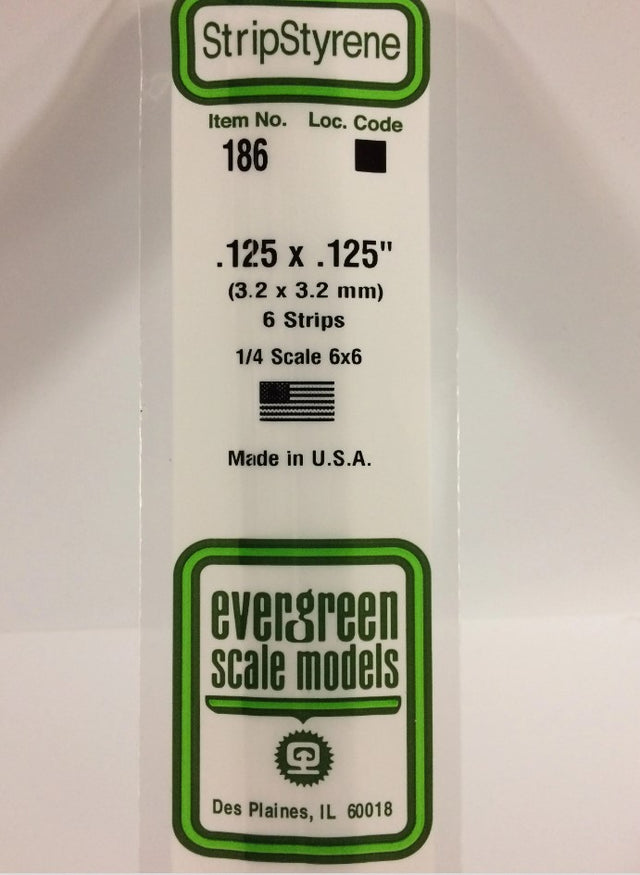 StripStyrene
Item No. Loc. Code
186
.125 x .125"
(3.2 x 3.2 mm)
6 Strips
1/4 Scale 6x6
Made in U.S.A.
evergreen
scale models
Des Plaines, IL 60018